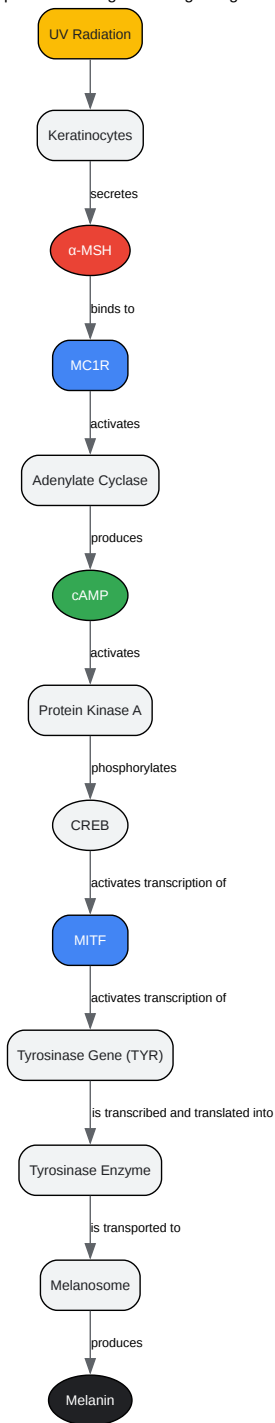 UV Radiation
Keratinocytes
secretes
α-MSH
binds to
MC1R
activates
Adenylate Cyclase
produces
cAMP
activates
Protein Kinase A
phosphorylates
CREB
activates transcription of
MITF
activates transcription of
Tyrosinase Gene (TYR)
is transcribed and translated into
Tyrosinase Enzyme
is transported to
Melanosome
produces
Melanin